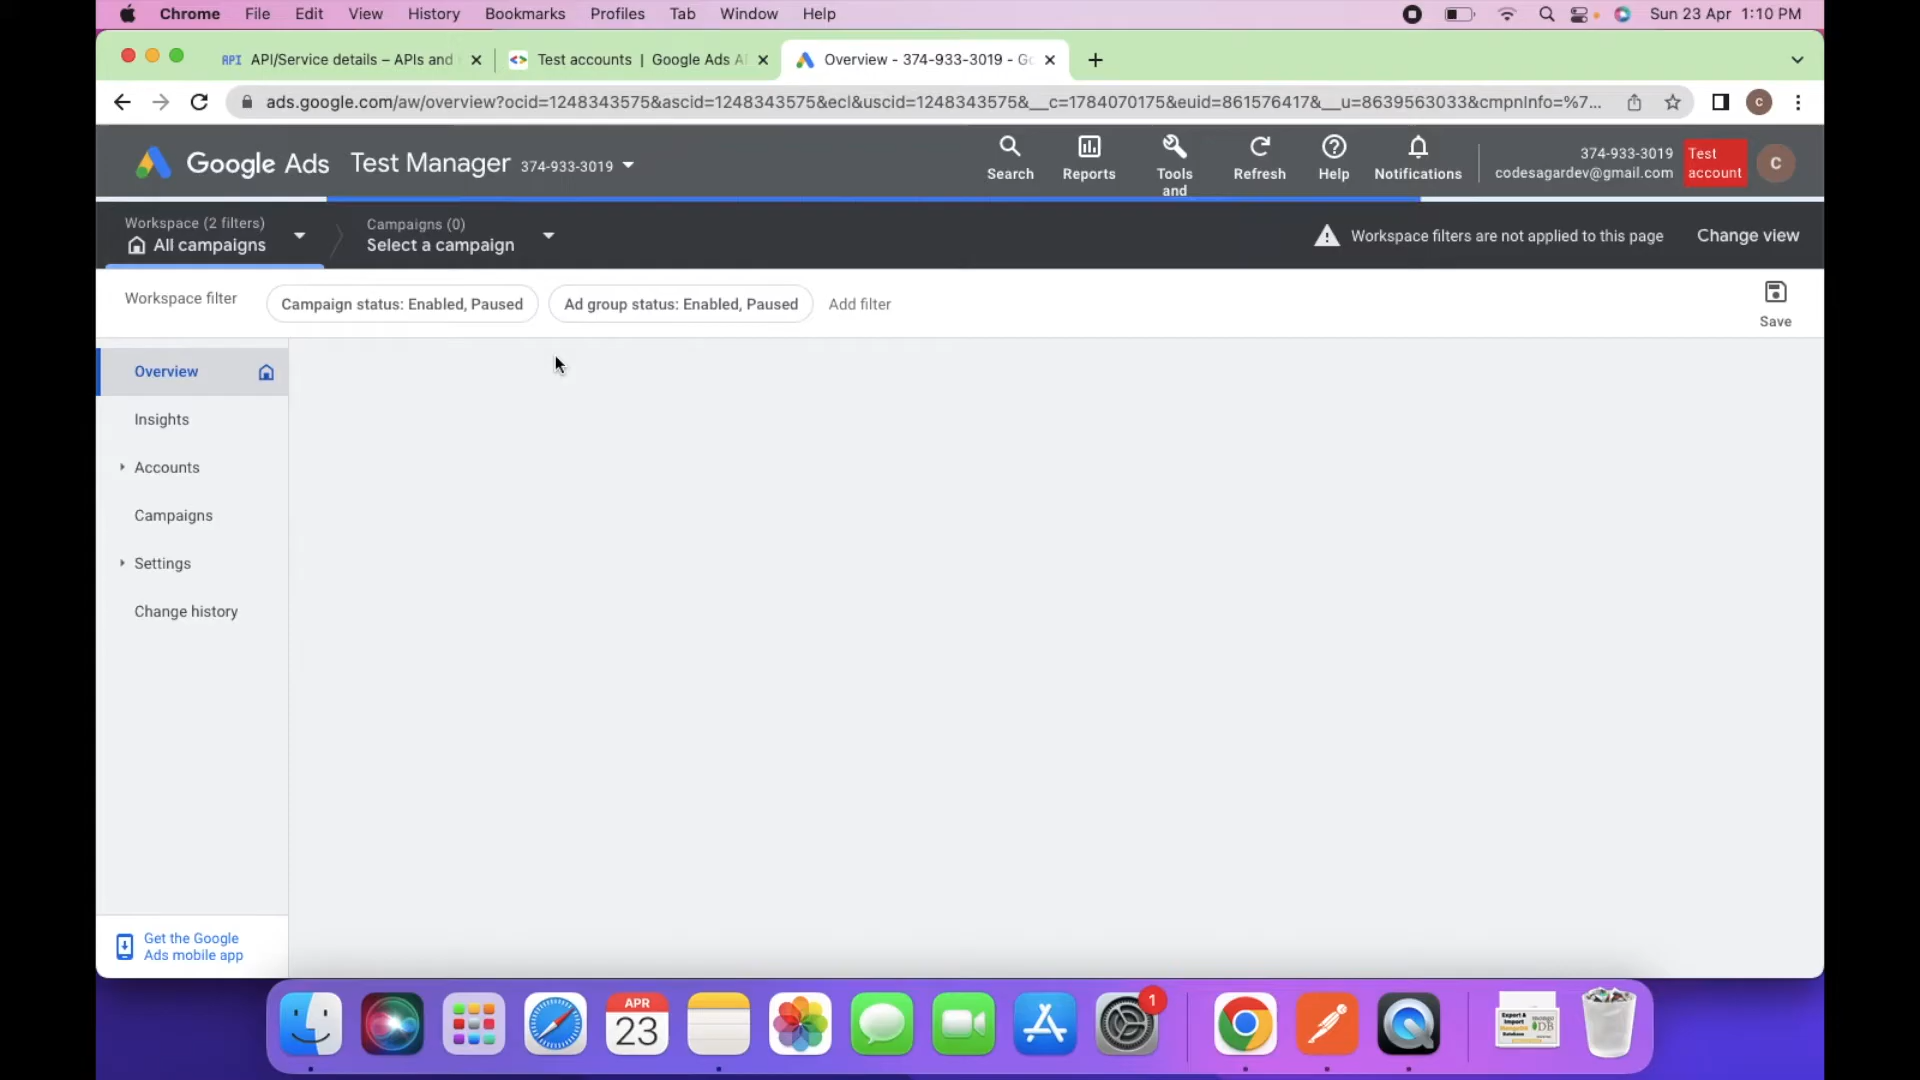 Chrome File Edit View History Bookmarks Profiles Tab Window Help Sun 23 Apr 1:10 PM
API API/Service details – APIs and Test accounts | Google Ads A Overview - 374-933-3019 - Go
ads.google.com/aw/overview?ocid=1248343575&ascid=1248343575&ecl&uscid=1248343575&__c=1784070175&euid=861576417&__u=8639563033&cmpnInfo=%7... c
Google Ads Test Manager 374-933-3019
Search Reports Tools and Refresh Help Notifications
374-933-3019
codesagardev@gmail.com
Test
account
C
Workspace (2 filters)
All campaigns
Campaigns (0)
Select a campaign
Workspace filters are not applied to this page Change view
Workspace filter Campaign status: Enabled, Paused Ad group status: Enabled, Paused Add filter
Save
Overview
Insights
Accounts
Campaigns
Settings
Change history
Get the Google
Ads mobile app
APR
23
1
Export &
Import
mongo
DB